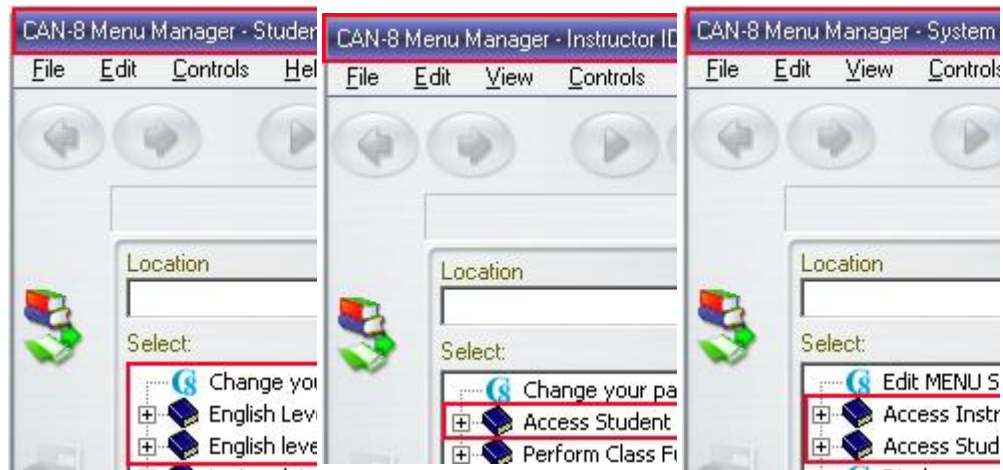 CAN-8 Menu Manager - Studen
File Edit Controls Hel
Location
Select:
Change you
English Leve
English leve
CAN-8 Menu Manager - Instructor ID
File Edit View Controls
Location
Select:
Change your pa
Access Student
Perform Class Fu
CAN-8 Menu Manager - System
File Edit View Controls
Location
Select:
Edit MENU S
Access Instr
Access Stud